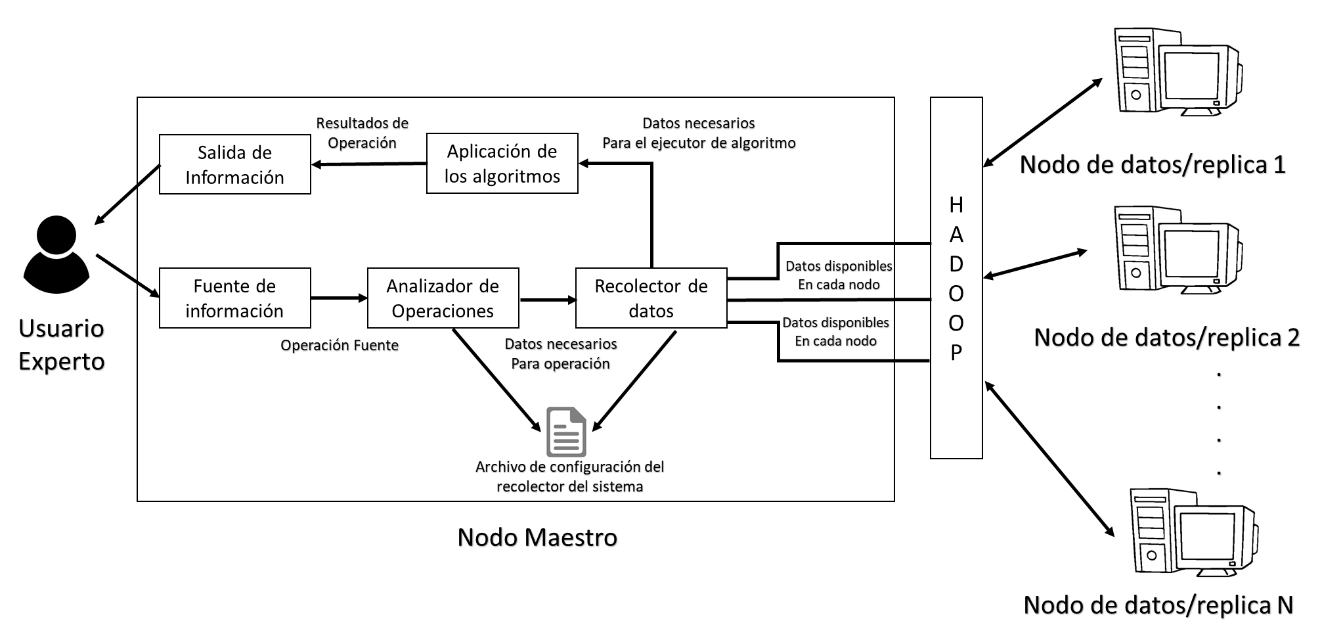 Resultados de
Operación
Datos necesarios
Para el ejecutor de algoritmo
Salida de
Información
Aplicación de
los algoritmos
Nodo de datos/replica 1
H
A
D
O
O
P
Datos disponibles
En cada nodo
Fuente de
información
Analizador de
Operaciones
Recolector de
datos
Usuario
Experto
Operación Fuente
Datos necesarios
Para operación
Datos disponibles
En cada nodo
Nodo de datos/replica 2
.
.
.
.
Archivo de configuración del
recolector del sistema
Nodo Maestro
Nodo de datos/replica N